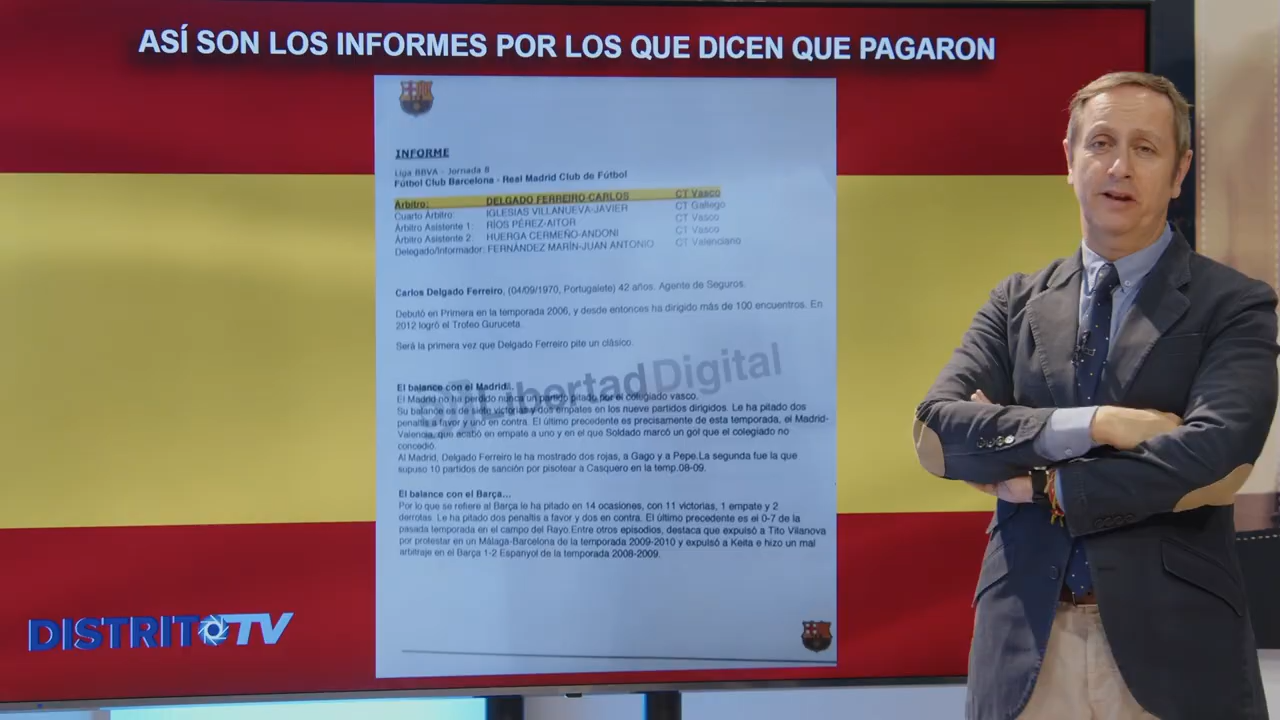 ASÍ SON LOS INFORMES POR LOS QUE DICEN QUE PAGARON
INFORME
Liga BBVA - Jornada 8
Fútbol Club Barcelona - Real Madrid Club de Fútbol
Árbitro: DELGADO FERREIRO-CARLOS CT Vasco
Cuarto Árbitro: IGLESIAS VILLANUEVA-JAVIER CT Gallego
Árbitro Asistente 1: RÍOS PÉREZ-AITOR CT Vasco
Árbitro Asistente 2: HUERGA CERMEÑO-ANDONI CT Vasco
Delegado/Informador: FERNÁNDEZ MARÍN-JUAN ANTONIO CT Valenciano
Carlos Delgado Ferreiro, (04/09/1970, Portugalete) 42 años. Agente de Seguros.
Debutó en Primera en la temporada 2006, y desde entonces ha dirigido más de 100 encuentros. En
2012 logró el Trofeo Guruceta.
Será la primera vez que Delgado Ferreiro pite un clásico.
LibertadDigital
El balance con el Madrid...
El Madrid no ha perdido nunca un partido pitado por el colegiado vasco.
Su balance es de siete victorias y dos empates en los nueve partidos dirigidos. Le ha pitado dos
penaltis a favor y uno en contra. El último precedente es precisamente de esta temporada, el Madrid-
Valencia, que acabó en empate a uno y en el que Soldado marcó un gol que el colegiado no
concedió.
Al Madrid, Delgado Ferreiro le ha mostrado dos rojas, a Gago y a Pepe.La segunda fue la que
supuso 10 partidos de sanción por pisotear a Casquero en la temp.08-09.
El balance con el Barça...
Por lo que se refiere al Barça le ha pitado en 14 ocasiones, con 11 victorias, 1 empate y 2
derrotas. Le ha pitado dos penaltis a favor y dos en contra. El último precedente es el 0-7 de la
pasada temporada en el campo del Rayo.Entre otros episodios, destaca que expulsó a Tito Vilanova
por protestar en un Málaga-Barcelona de la temporada 2009-2010 y expulsó a Keita e hizo un mal
arbitraje en el Barça 1-2 Espanyol de la temporada 2008-2009.
DISTRITOTV